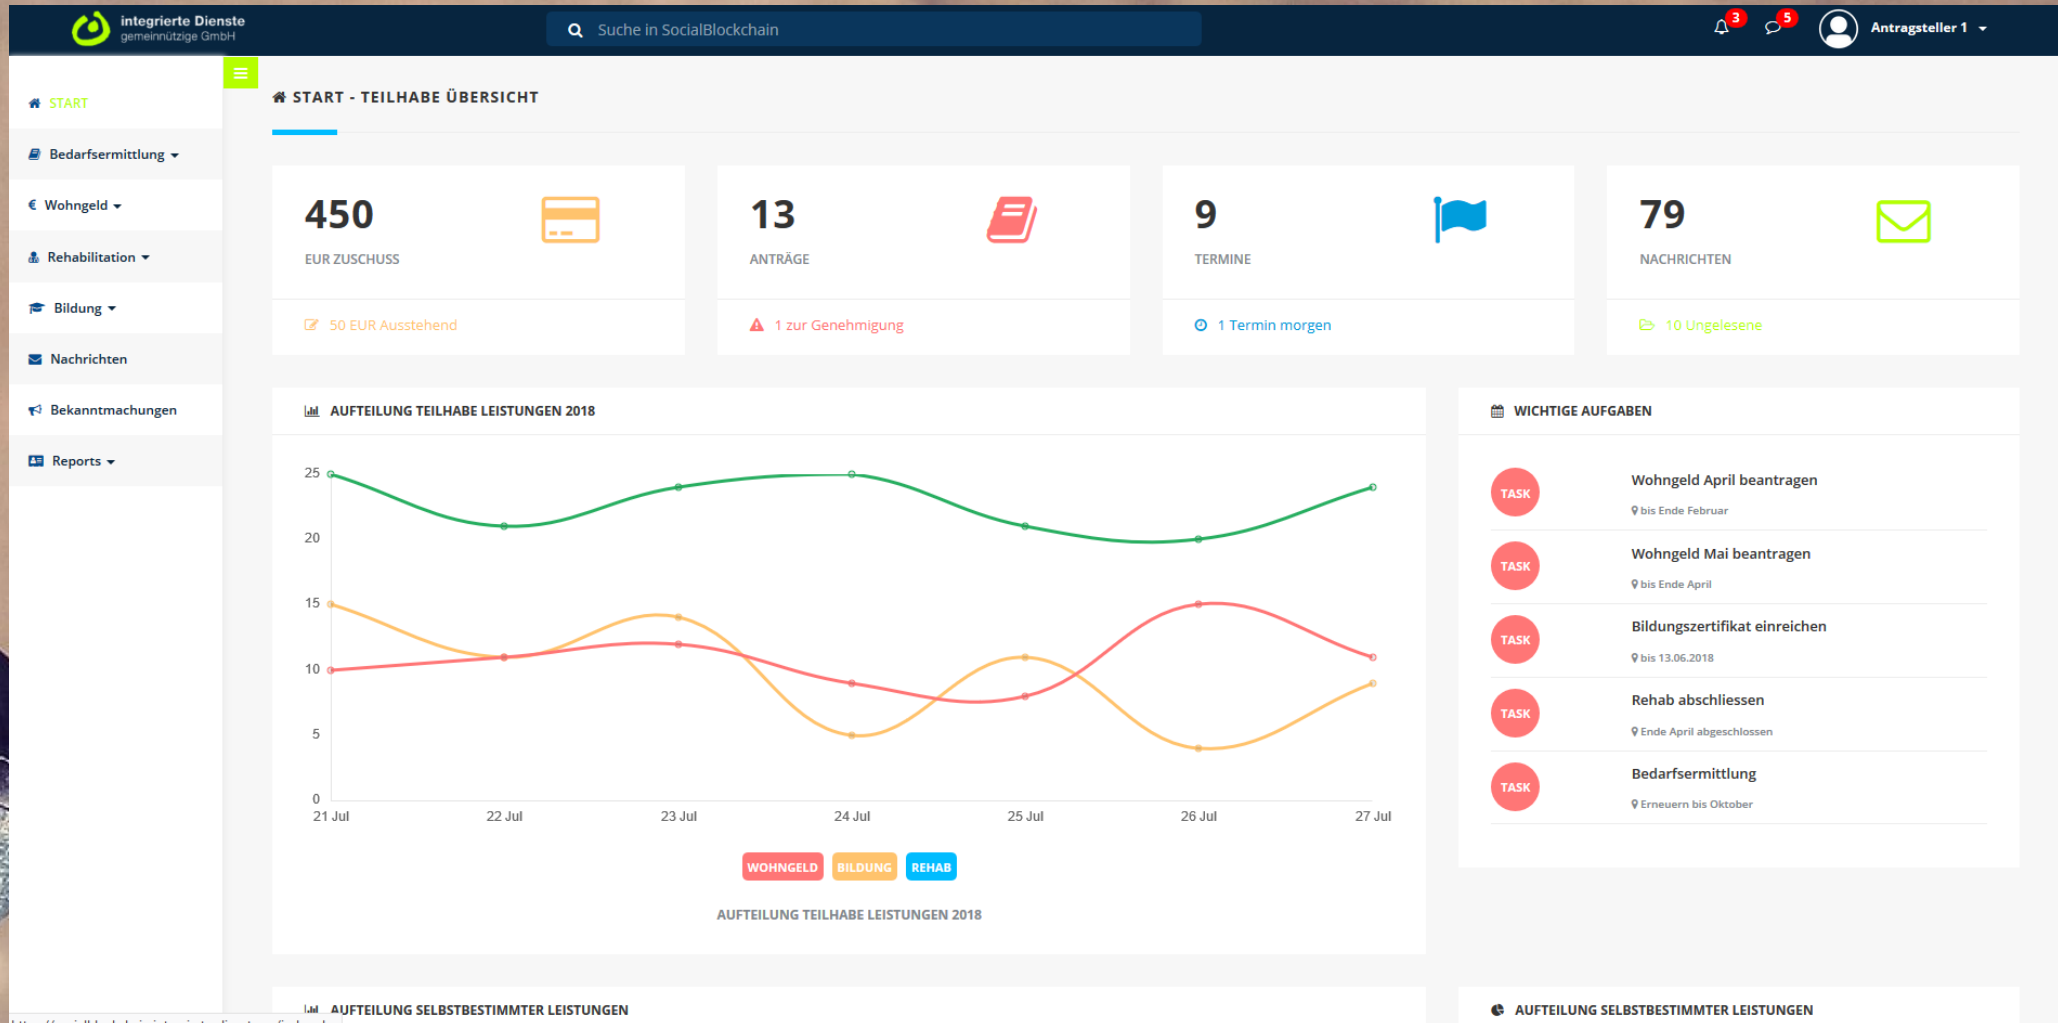 integrierte Dienste
gemeinnützige GmbH
Suche in SocialBlockchain
3
5
Antragsteller 1
START
Bedarfsermittlung
€ Wohngeld
Rehabilitation
Bildung
Nachrichten
Bekanntmachungen
Reports
START - TEILHABE ÜBERSICHT
450
EUR ZUSCHUSS
50 EUR Ausstehend
13
ANTRÄGE
1 zur Genehmigung
9
TERMINE
1 Termin morgen
79
NACHRICHTEN
10 Ungelesene
AUFTEILUNG TEILHABE LEISTUNGEN 2018
25
20
15
10
5
0
21 Jul
22 Jul
23 Jul
24 Jul
25 Jul
26 Jul
27 Jul
WOHNGELD
BILDUNG
REHAB
AUFTEILUNG TEILHABE LEISTUNGEN 2018
WICHTIGE AUFGABEN
TASK
Wohngeld April beantragen
bis Ende Februar
TASK
Wohngeld Mai beantragen
bis Ende April
TASK
Bildungszertifikat einreichen
bis 13.06.2018
TASK
Rehab abschliessen
Ende April abgeschlossen
TASK
Bedarfsermittlung
Erneuern bis Oktober
AUFTEILUNG SELBSTBESTIMMTER LEISTUNGEN
AUFTEILUNG SELBSTBESTIMMTER LEISTUNGEN